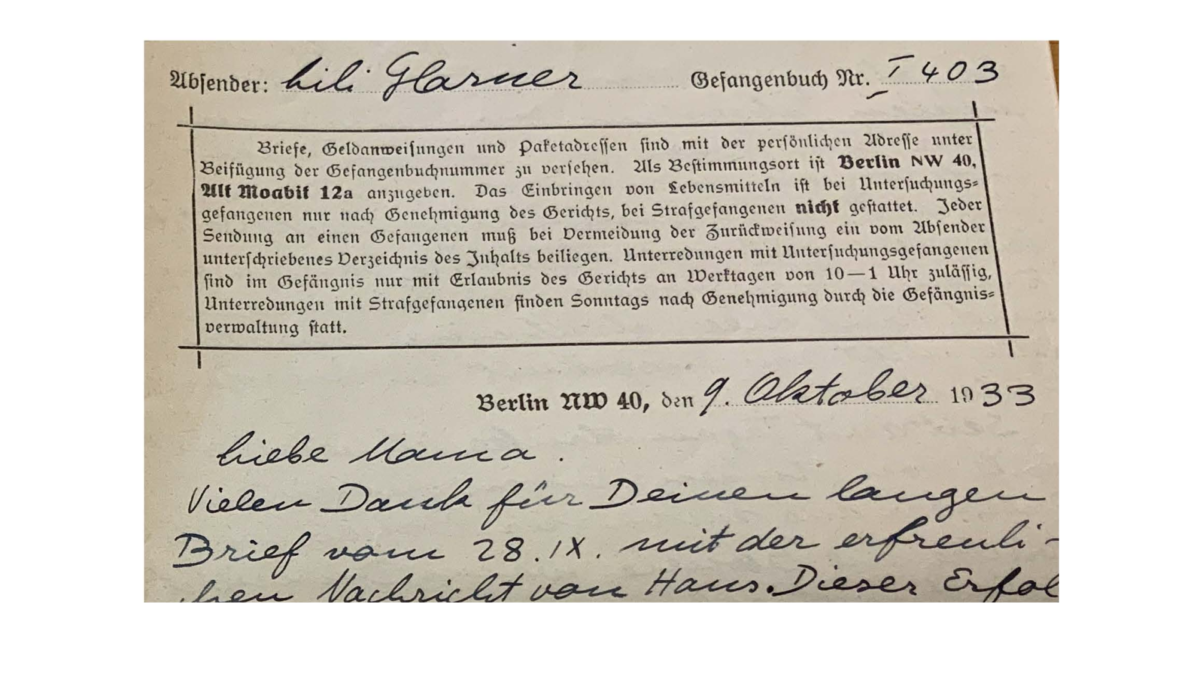 Absender: Lili Glarner Gefangenbuch Nr. I 403
Briefe, Geldanweisungen und Paketadressen sind mit der persönlichen Adresse unter
Beifügung der Gefangenbuchnummer zu versehen. Als Bestimmungsort ist Berlin NW 40,
Alt Moabit 12a anzugeben. Das Einbringen von Lebensmitteln ist bei Untersuchungs-
gefangenen nur nach Genehmigung des Gerichts, bei Strafgefangenen nicht gestattet. Jeder
Sendung an einen Gefangenen muß bei Vermeidung der Zurückweisung ein vom Absender
unterschriebenes Verzeichnis des Inhalts beiliegen. Unterredungen mit Untersuchungsgefangenen
sind im Gefängnis nur mit Erlaubnis des Gerichts an Werktagen von 10—1 Uhr zulässig,
Unterredungen mit Strafgefangenen finden Sonntags nach Genehmigung durch die Gefängnis-
verwaltung statt.
Berlin NW 40, den 9. Oktober 1933
Liebe Mama.
Vielen Dank für Deinen langen
Brief vom 28.IX. mit der erfreuli-
chen Nachricht von Hans. Dieser Erfol